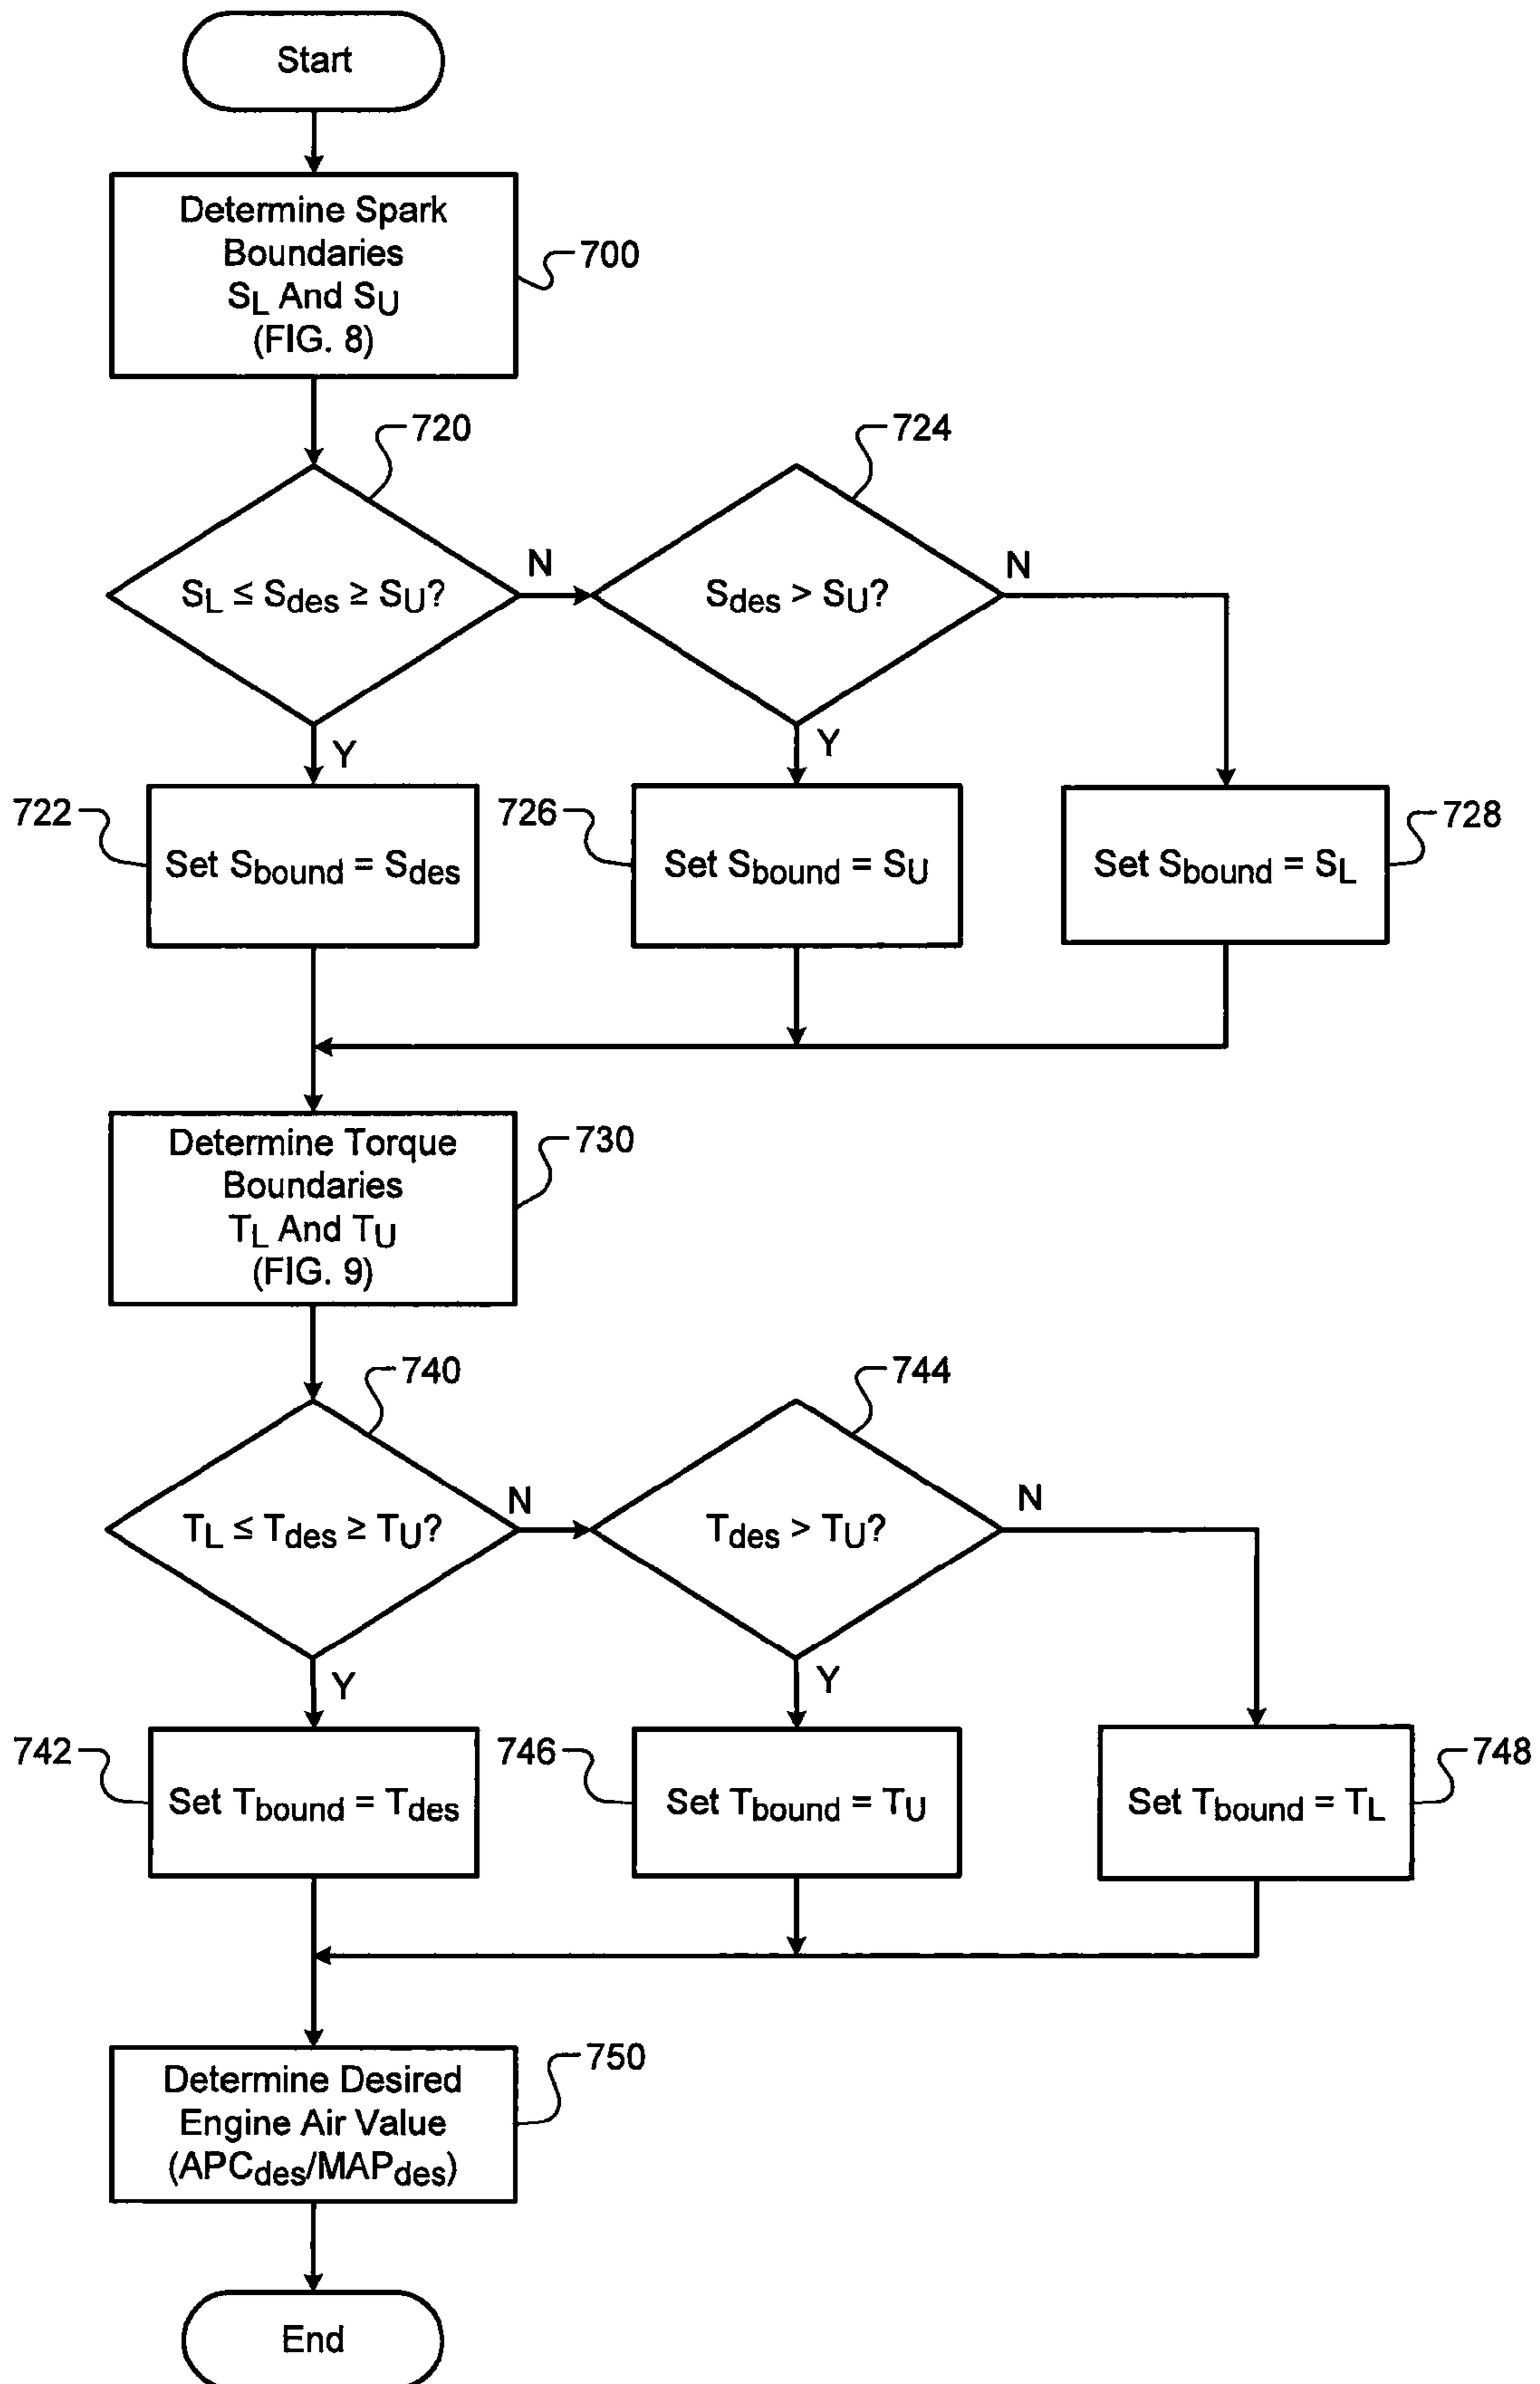 Start
Determine Spark
Boundaries
SL And SU
(FIG. 8)
700
720
724
SL ≤ Sdes ≥ SU?
N
Sdes > SU?
N
Y
Y
722
Set Sbound = Sdes
726
Set Sbound = SU
Set Sbound = SL
728
Determine Torque
Boundaries
TL And TU
(FIG. 9)
730
740
744
TL ≤ Tdes ≥ TU?
N
Tdes > TU?
N
Y
Y
742
Set Tbound = Tdes
746
Set Tbound = TU
Set Tbound = TL
748
Determine Desired
Engine Air Value
(APCdes/MAPdes)
750
End